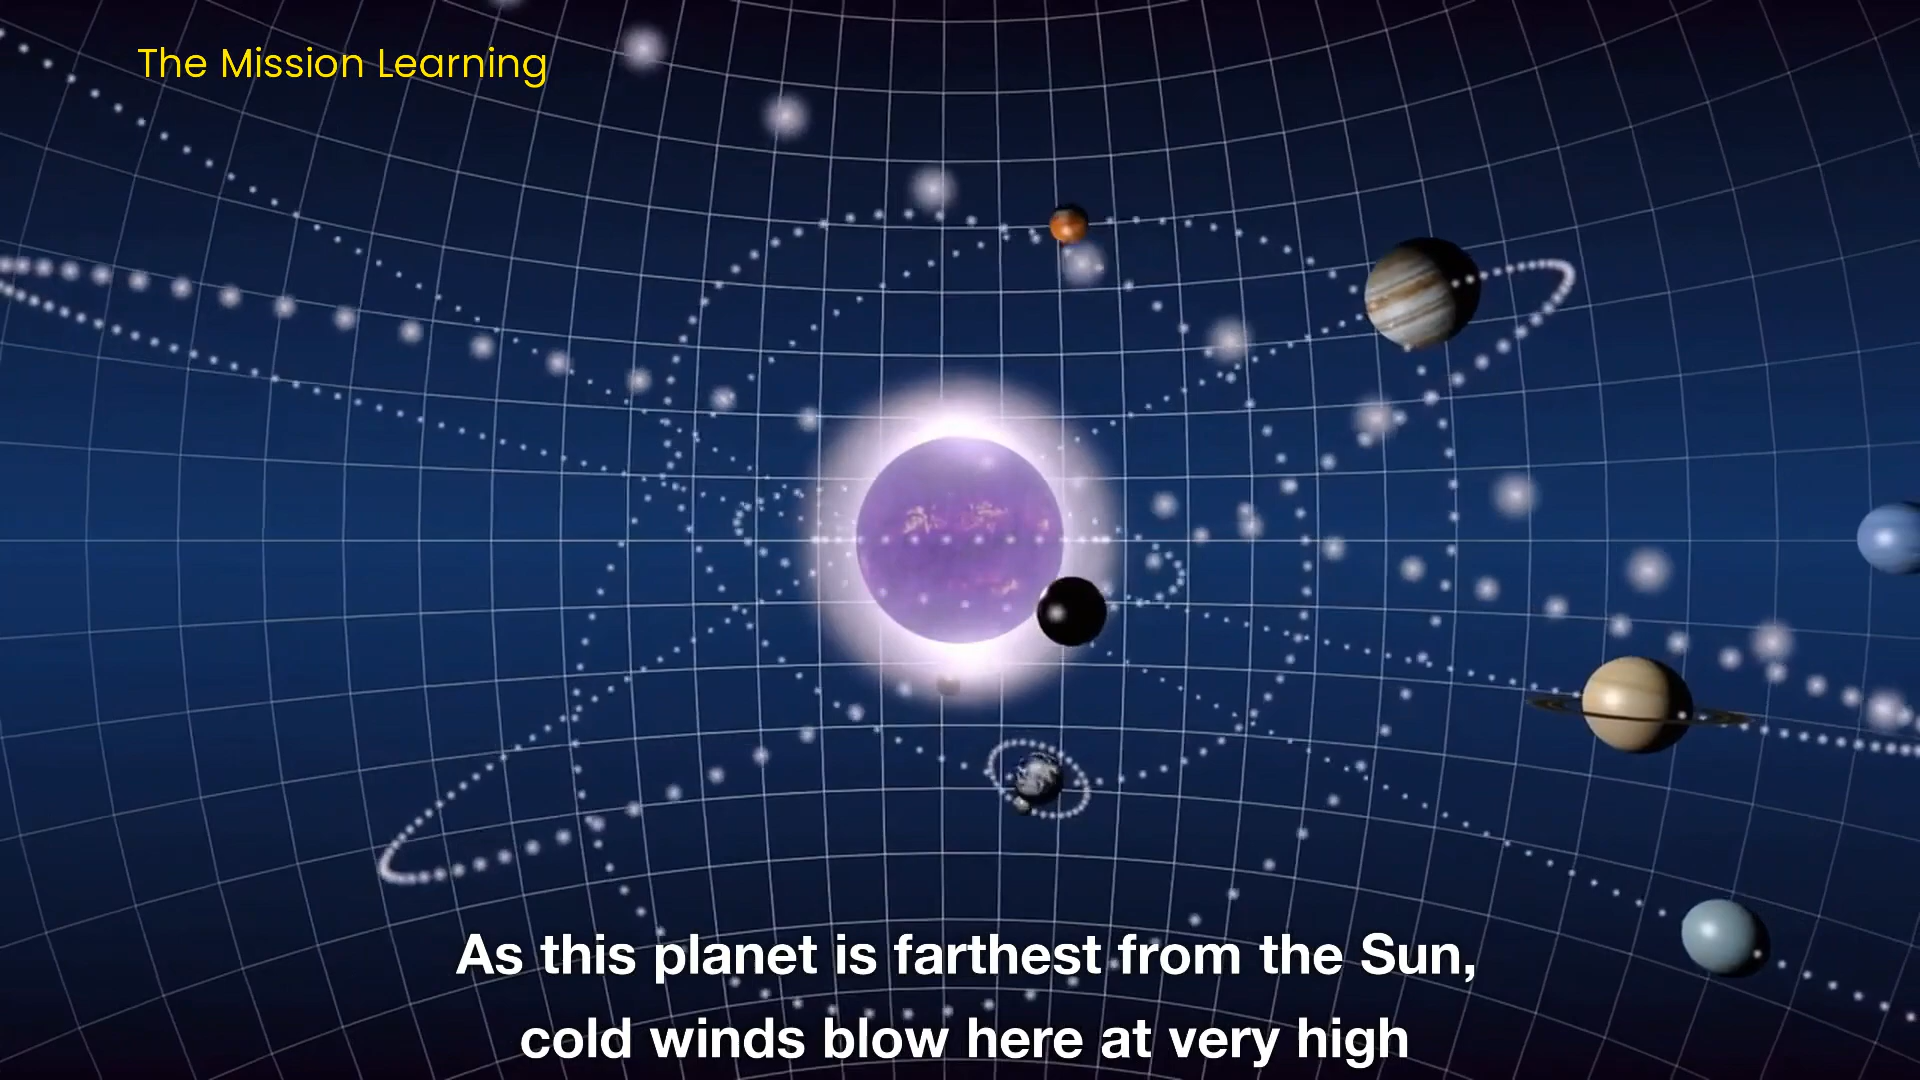 The Mission Learning
As this planet is farthest from the Sun,
cold winds blow here at very high